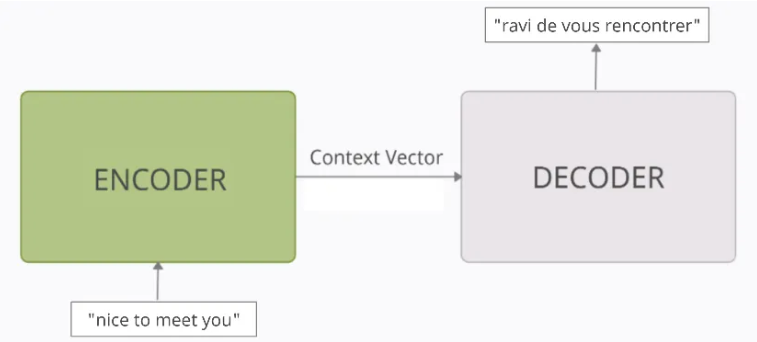 "ravi de vous rencontrer"
ENCODER
Context Vector
DECODER
"nice to meet you"